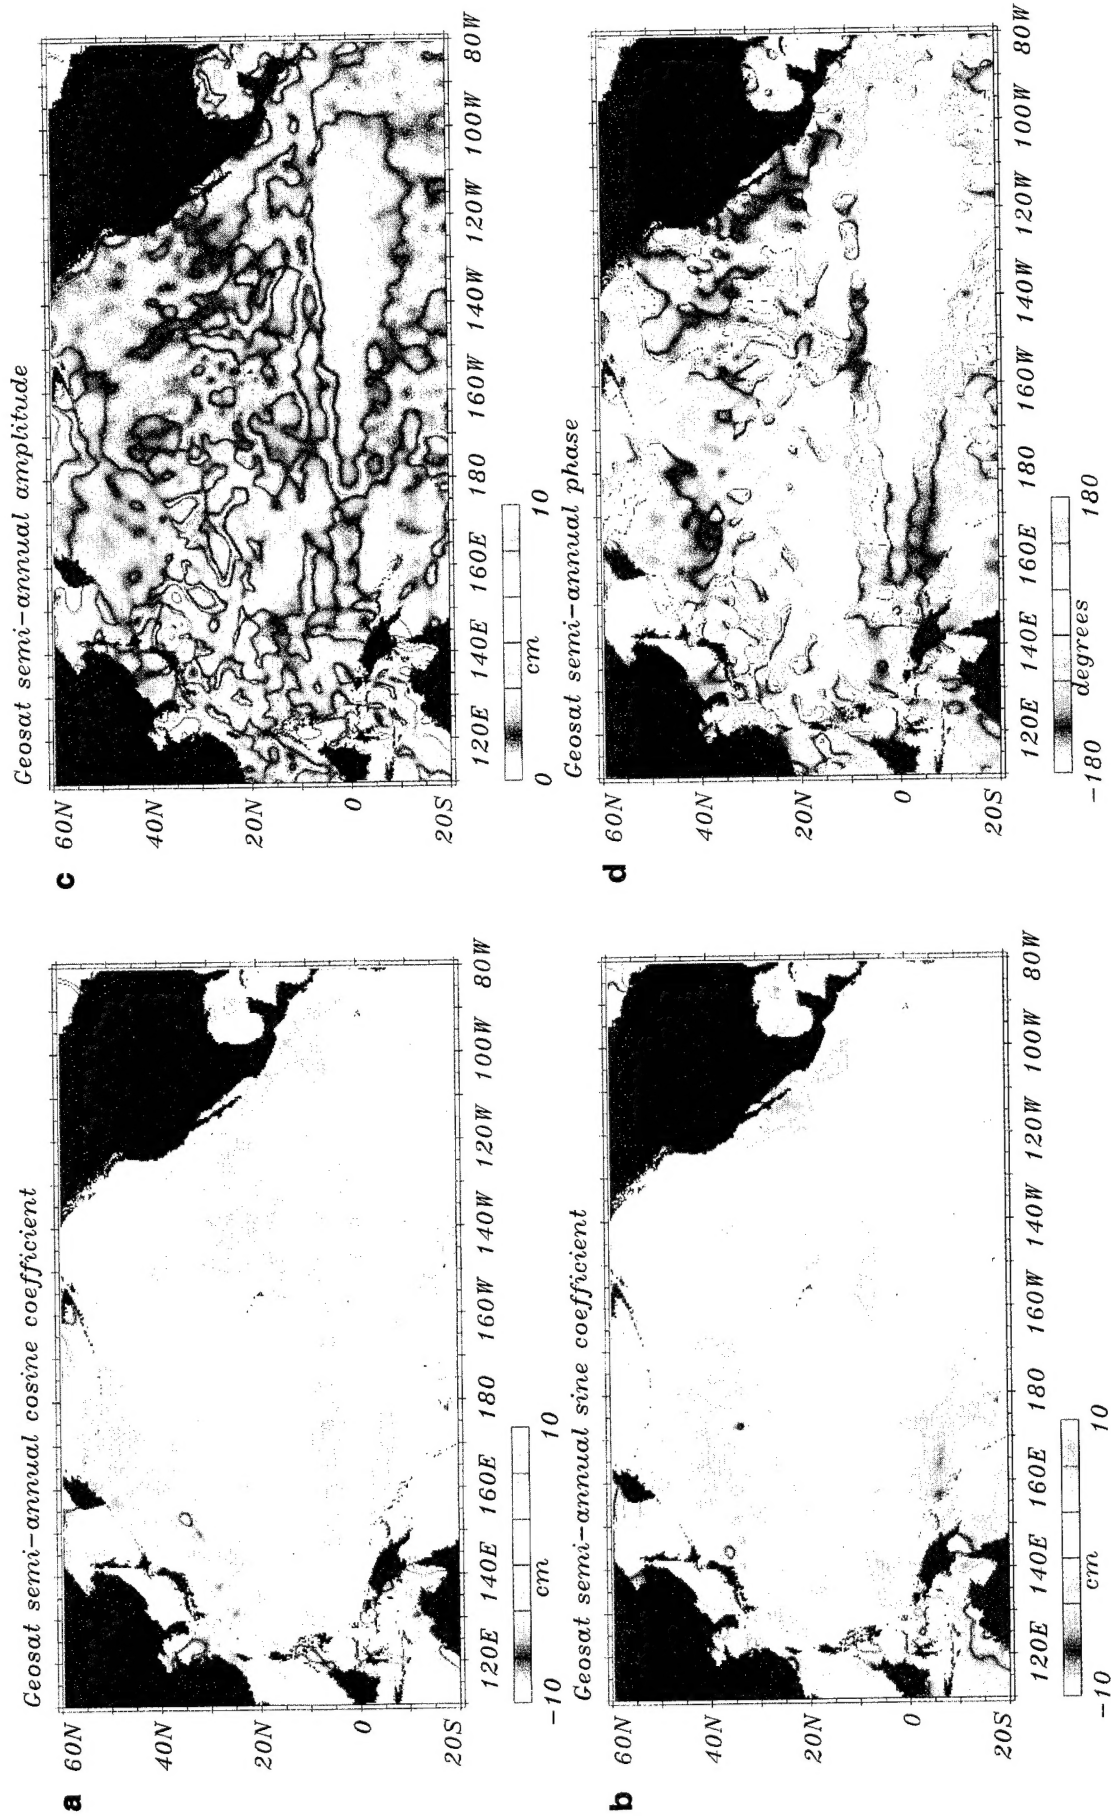 a
Geosat semi-annual cosine coefficient
60N
40N
20N
0
20S
120E 140E 160E 180 160W 140W 120W 100W 80W
-10 cm 10
b
Geosat semi-annual sine coefficient
60N
40N
20N
0
20S
120E 140E 160E 180 160W 140W 120W 100W 80W
-10 cm 10
c
Geosat semi-annual amplitude
60N
40N
20N
0
20S
120E 140E 160E 180 160W 140W 120W 100W 80W
0 cm 10
d
Geosat semi-annual phase
60N
40N
20N
0
20S
120E 140E 160E 180 160W 140W 120W 100W 80W
-180 degrees 180